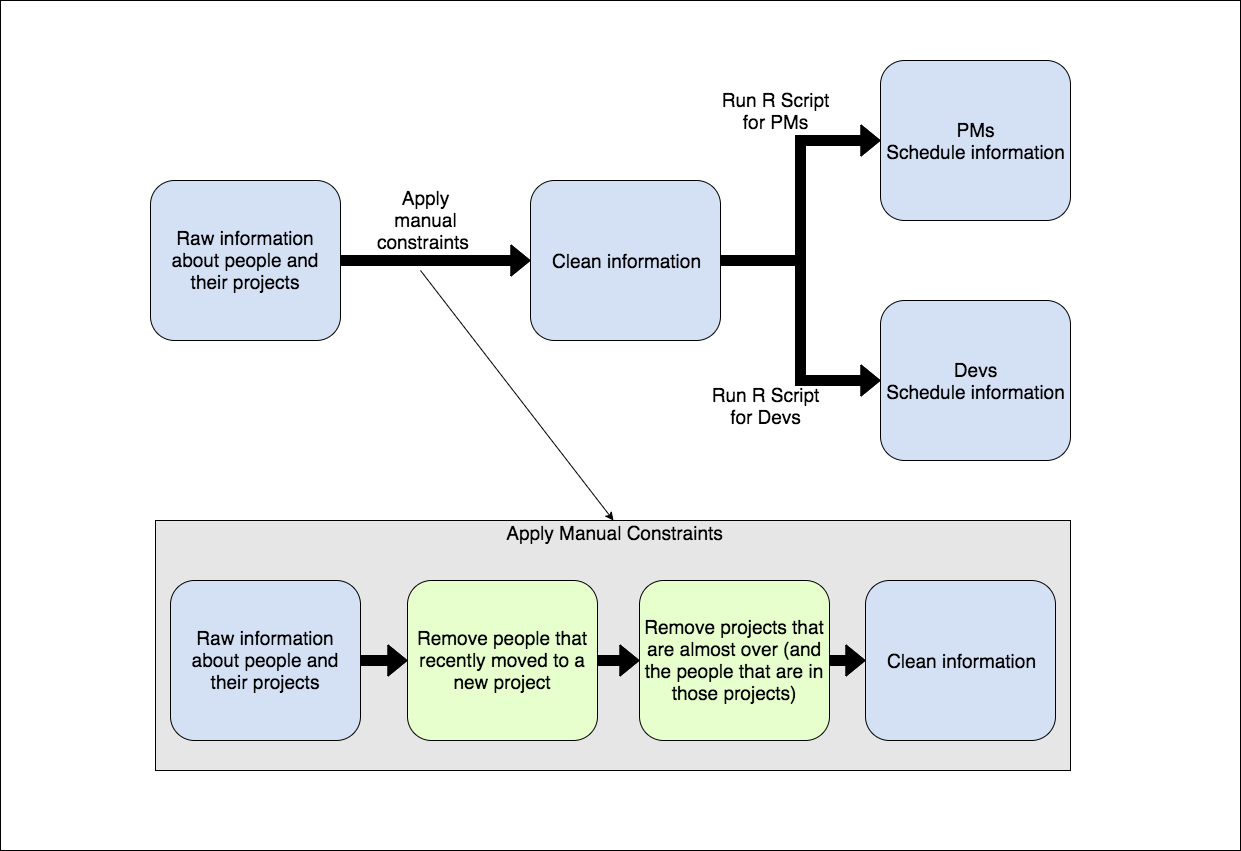 Run R Script
for PMs
PMs
Schedule information
Apply
manual
constraints
Raw information
about people and
their projects
Clean information
Devs
Schedule information
Run R Script
for Devs
Apply Manual Constraints
Raw information
about people and
their projects
Remove people that
recently moved to a
new project
Remove projects that
are almost over (and
the people that are in
those projects)
Clean information